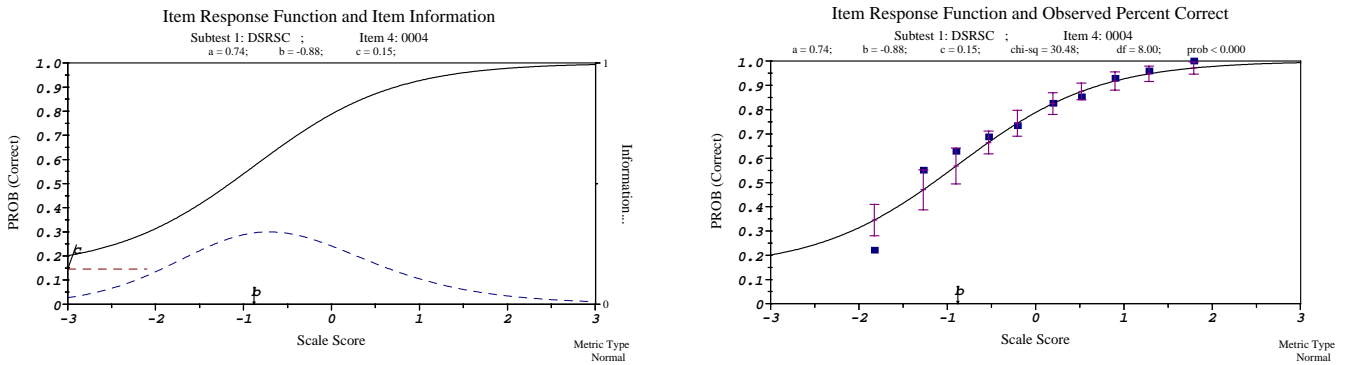 Item Response Function and Item Information
Subtest 1: DSRSC ; Item 4: 0004
a = 0.74; b = -0.88; c = 0.15;
PROB (Correct)
1.0
0.9
0.8
0.7
0.6
0.5
0.4
0.3
0.2
0.1
0
c
b
1
0
Information...
-3 -2 -1 0 1 2 3
Scale Score
Metric Type
Normal
Item Response Function and Observed Percent Correct
Subtest 1: DSRSC ; Item 4: 0004
a = 0.74; b = -0.88; c = 0.15; chi-sq = 30.48; df = 8.00; prob < 0.000
PROB (Correct)
1.0
0.9
0.8
0.7
0.6
0.5
0.4
0.3
0.2
0.1
0
b
-3 -2 -1 0 1 2 3
Scale Score
Metric Type
Normal